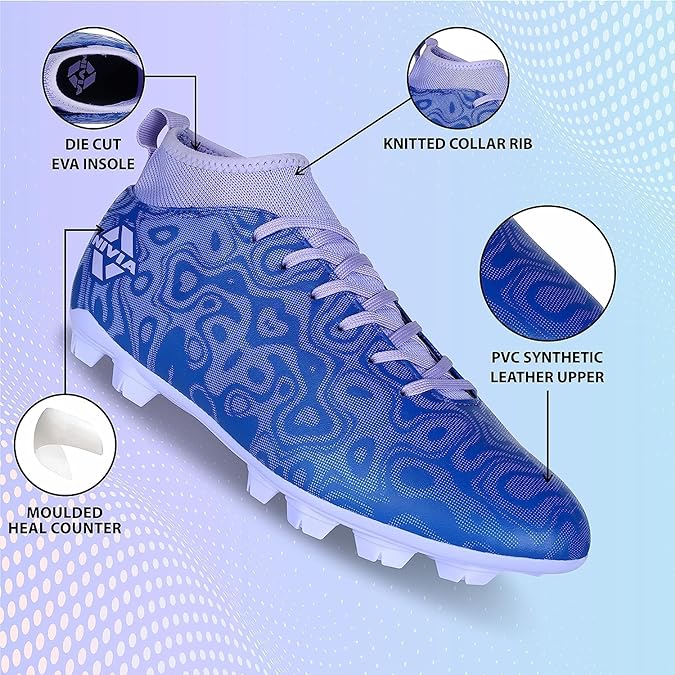 DIE CUT
EVA INSOLE
KNITTED COLLAR RIB
NIVIA
PVC SYNTHETIC
LEATHER UPPER
MOULDED
HEAL COUNTER